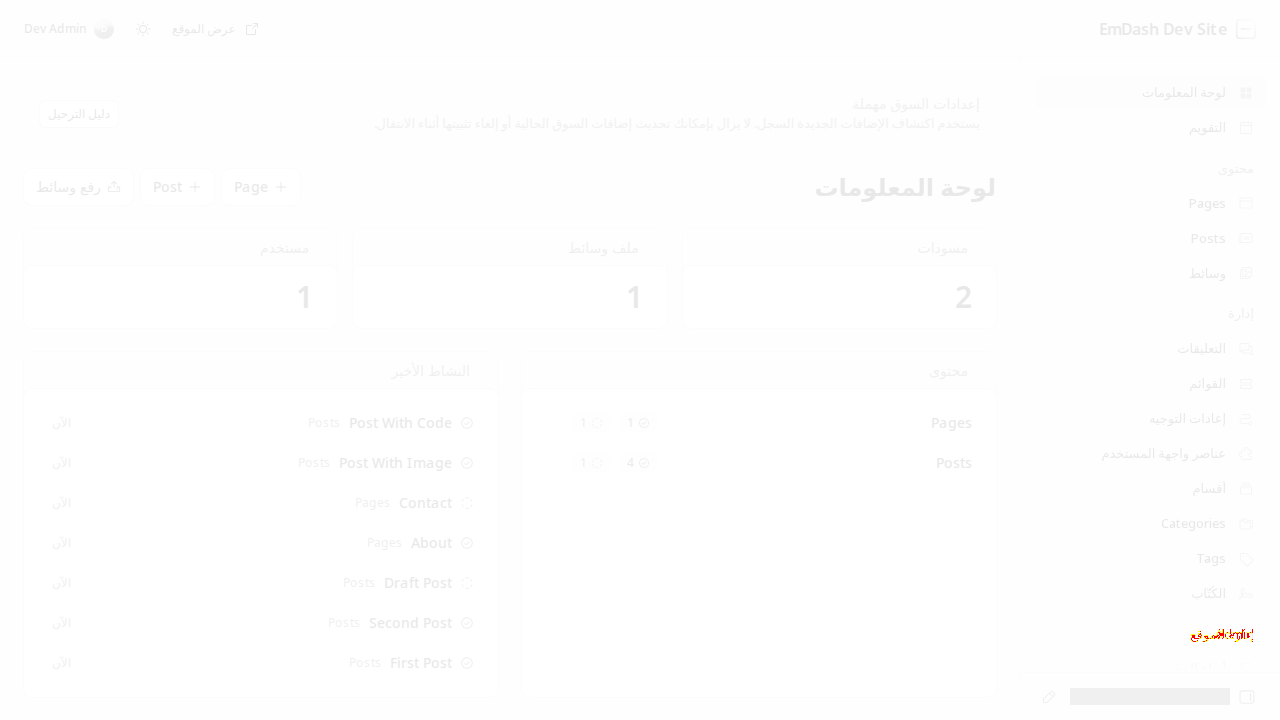 EmDash Dev Site
عرض الموقع
Dev Admin
لوحة المعلومات
التقويم
محتوى
Pages
Posts
وسائط
إدارة
التعليقات
القوائم
إعادات التوجيه
عناصر واجهة المستخدم
أقسام
Categories
Tags
الكُتّاب
إعدادات السوق مهملة
يستخدم اكتشاف الإضافات الجديدة السجل. لا يزال بإمكانك تحديث إضافات السوق الحالية أو إلغاء تثبيتها أثناء الانتقال.
دليل الترحيل
لوحة المعلومات
Page
Post
رفع وسائط
مسودات
2
ملف وسائط
1
مستخدم
1
محتوى
Pages 1 1
Posts 4 1
النشاط الأخير
Post With Code Posts الآن
Post With Image Posts الآن
Contact Pages الآن
About Pages الآن
Draft Post Posts الآن
Second Post Posts الآن
First Post Posts الآن